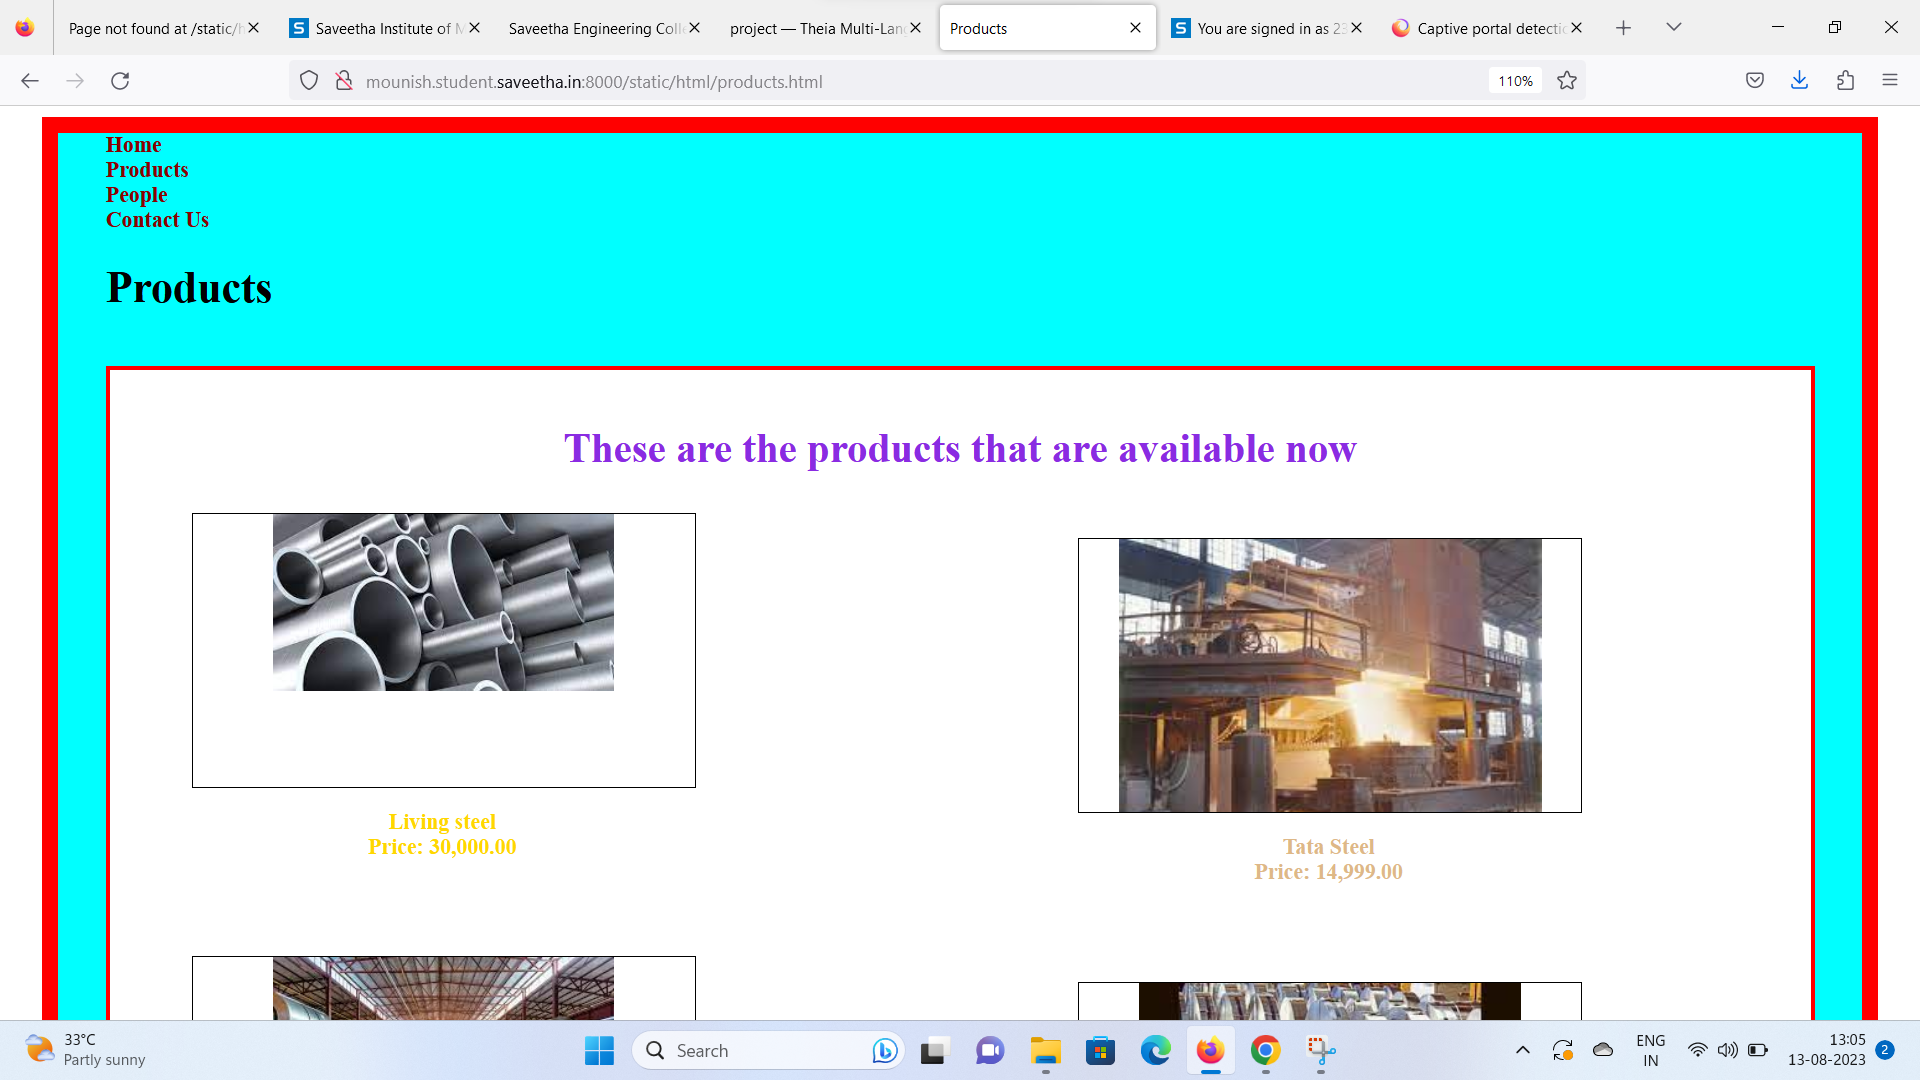 Page not found at /static/h
Saveetha Institute of M
Saveetha Engineering Coll
project — Theia Multi-Lang
Products
You are signed in as 23
Captive portal detectio
mounish.student.saveetha.in:8000/static/html/products.html
110%
Home
Products
People
Contact Us
Products
These are the products that are available now
Living steel
Price: 30,000.00
Tata Steel
Price: 14,999.00
33°C
Partly sunny
Search
ENG
IN
13:05
13-08-2023
2